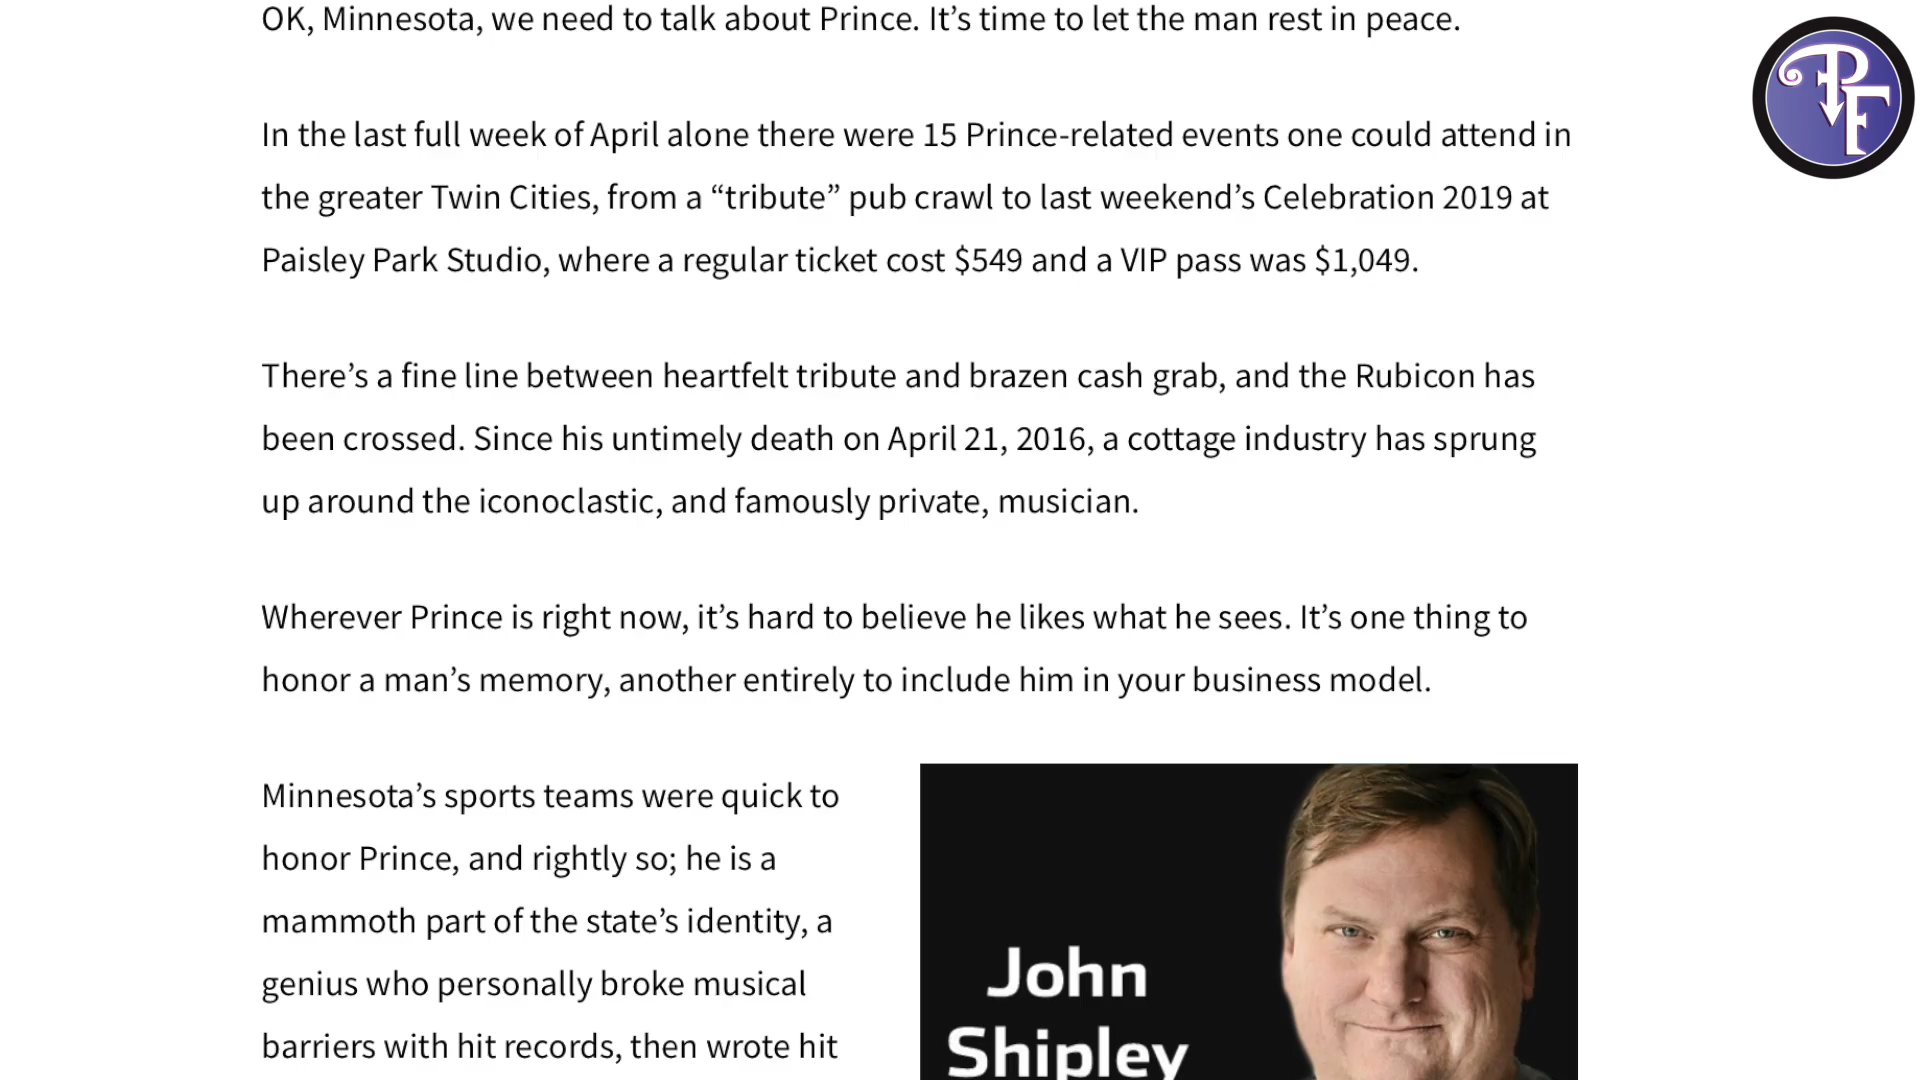 OK, Minnesota, we need to talk about Prince. It’s time to let the man rest in peace.
In the last full week of April alone there were 15 Prince-related events one could attend in
the greater Twin Cities, from a “tribute” pub crawl to last weekend’s Celebration 2019 at
Paisley Park Studio, where a regular ticket cost $549 and a VIP pass was $1,049.
There’s a fine line between heartfelt tribute and brazen cash grab, and the Rubicon has
been crossed. Since his untimely death on April 21, 2016, a cottage industry has sprung
up around the iconoclastic, and famously private, musician.
Wherever Prince is right now, it’s hard to believe he likes what he sees. It’s one thing to
honor a man’s memory, another entirely to include him in your business model.
Minnesota’s sports teams were quick to
honor Prince, and rightly so; he is a
mammoth part of the state’s identity, a
genius who personally broke musical
barriers with hit records, then wrote hit
John
Shipley
PF